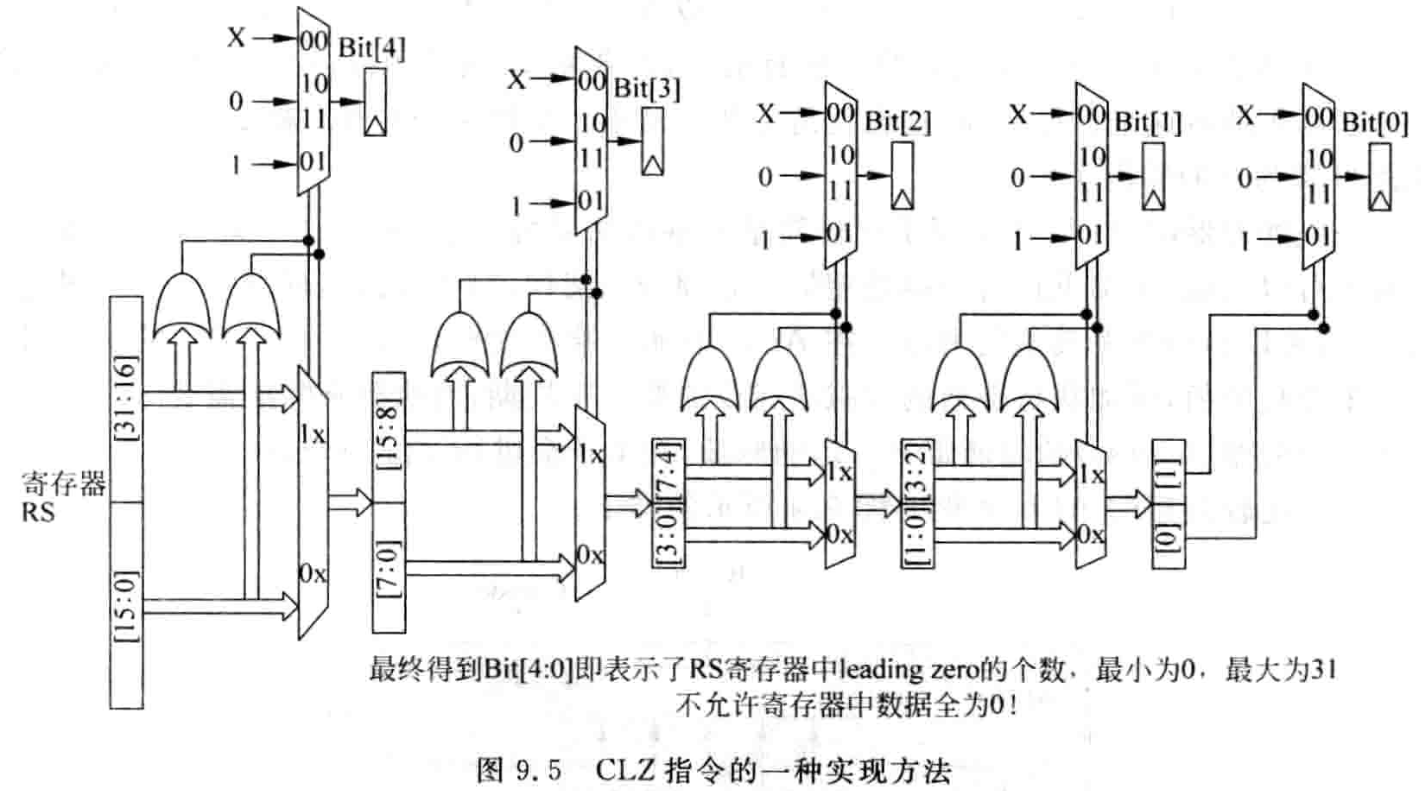 X 00 Bit[4]
10
0 11
1 01
X 00 Bit[3]
10
0 11
1 01
X 00 Bit[2]
10
0 11
1 01
X 00 Bit[1]
10
0 11
1 01
X 00 Bit[0]
10
0 11
1 01
寄存器
RS
[31:16]
[15:0]
1x
0x
[15:8]
[7:0]
1x
0x
[7:4]
[3:0]
1x
0x
[3:2]
[1:0]
1x
0x
[1]
[0]
最终得到Bit[4:0]即表示了RS寄存器中leading zero的个数，最小为0，最大为31
不允许寄存器中数据全为0！
图 9.5 CLZ 指令的一种实现方法